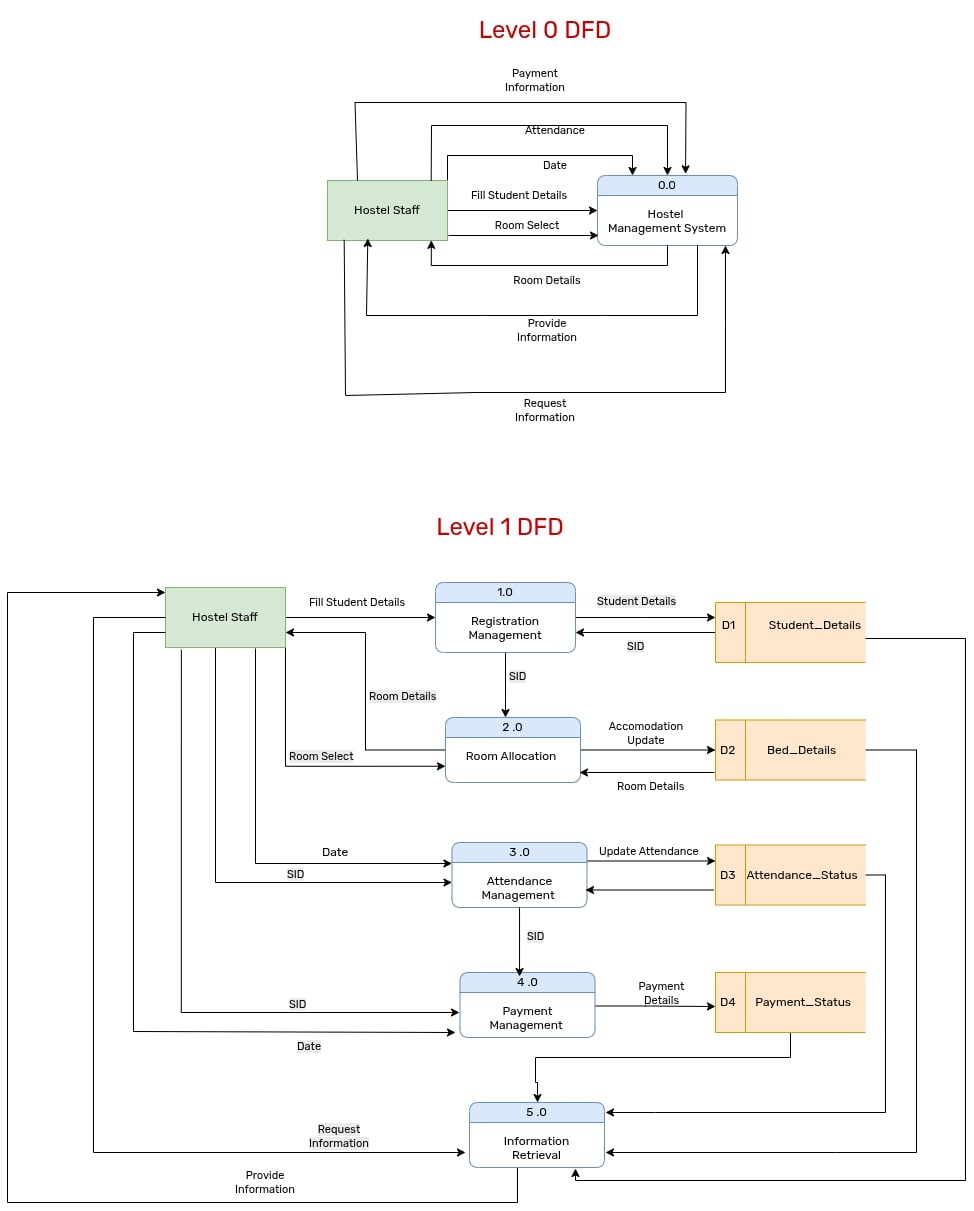 Level 0 DFD
Payment
Information
Attendance
Date
0.0
Fill Student Details
Hostel Staff
Hostel
Management System
Room Select
Room Details
Provide
Information
Request
Information
Level 1 DFD
1.0
Fill Student Details
Student Details
Hostel Staff
Registration
Management
D1
Student_Details
SID
SID
Room Details
2 .0
Accomodation
Update
Room Select
Room Allocation
D2
Bed_Details
Room Details
Date
3 .0
Update Attendance
SID
Attendance
Management
D3
Attendance_Status
SID
4 .0
Payment
Details
SID
Payment
Management
D4
Payment_Status
Date
5 .0
Request
Information
Information
Retrieval
Provide
Information